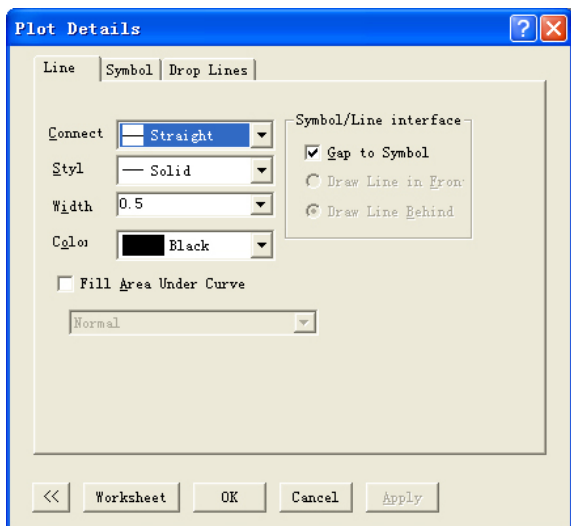 Plot Details
Line Symbol Drop Lines
Connect Straight
Styl Solid
Width 0.5
Color Black
Symbol/Line interface
Gap to Symbol
Draw Line in Fron
Draw Line Behind
Fill Area Under Curve
Normal
<< Worksheet OK Cancel Apply